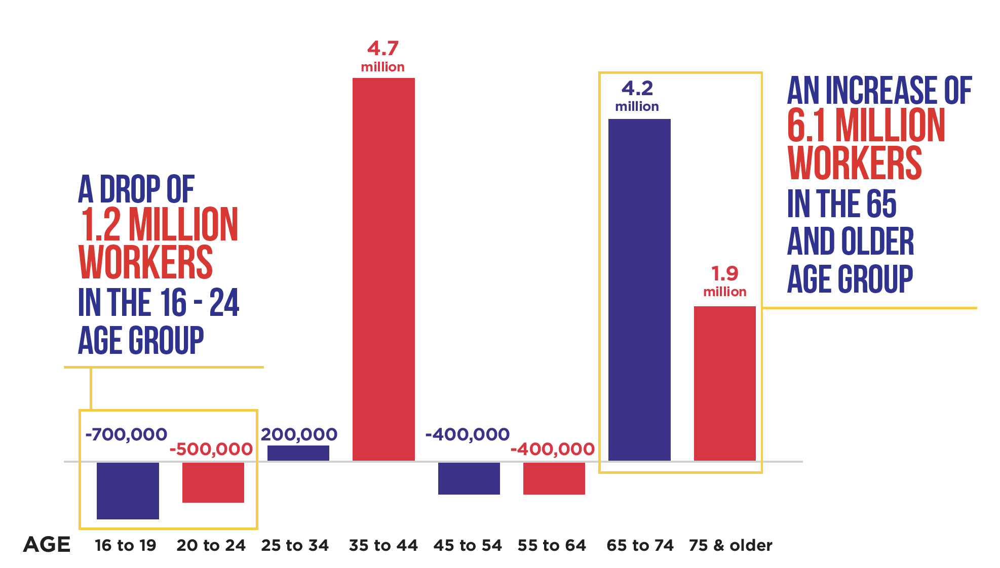 A DROP OF
1.2 MILLION
WORKERS
IN THE 16 - 24
AGE GROUP
4.7
million
4.2
million
1.9
million
AN INCREASE OF
6.1 MILLION
WORKERS
IN THE 65
AND OLDER
AGE GROUP
-700,000
-500,000
200,000
-400,000
-400,000
AGE
16 to 19
20 to 24
25 to 34
35 to 44
45 to 54
55 to 64
65 to 74
75 & older